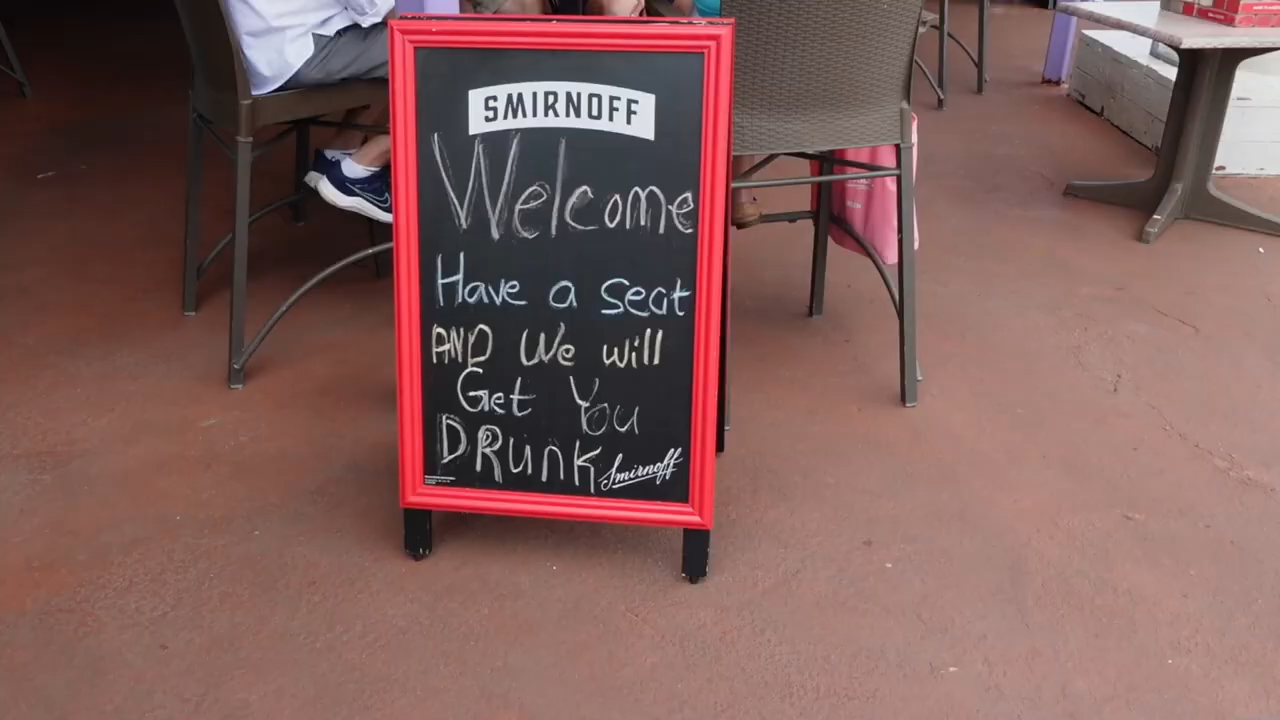 SMIRNOFF
Welcome
Have a seat
AND We will
Get You
DRUNK
Smirnoff